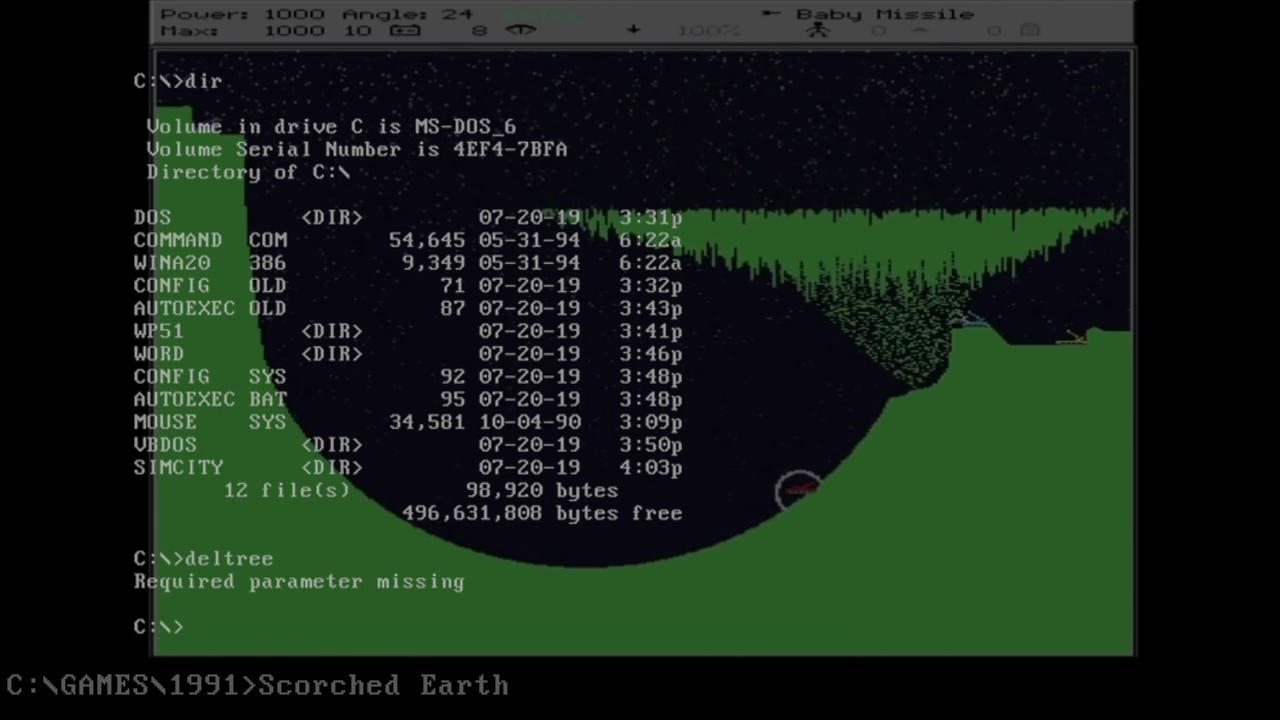 Power: 1000 Angle: 24 Baby Missile
Max: 1000 10 8 100% 0 0
C:\>dir
Volume in drive C is MS-DOS_6
Volume Serial Number is 4EF4-7BFA
Directory of C:\
DOS <DIR> 07-20-19 3:31p
COMMAND COM 54,645 05-31-94 6:22a
WINA20 386 9,349 05-31-94 6:22a
CONFIG OLD 71 07-20-19 3:32p
AUTOEXEC OLD 87 07-20-19 3:43p
WP51 <DIR> 07-20-19 3:41p
WORD <DIR> 07-20-19 3:46p
CONFIG SYS 92 07-20-19 3:48p
AUTOEXEC BAT 95 07-20-19 3:48p
MOUSE SYS 34,581 10-04-90 3:09p
VBDOS <DIR> 07-20-19 3:50p
SIMCITY <DIR> 07-20-19 4:03p
12 file(s) 98,920 bytes
496,631,808 bytes free
C:\>deltree
Required parameter missing
C:\>
C:\GAMES\1991>Scorched Earth